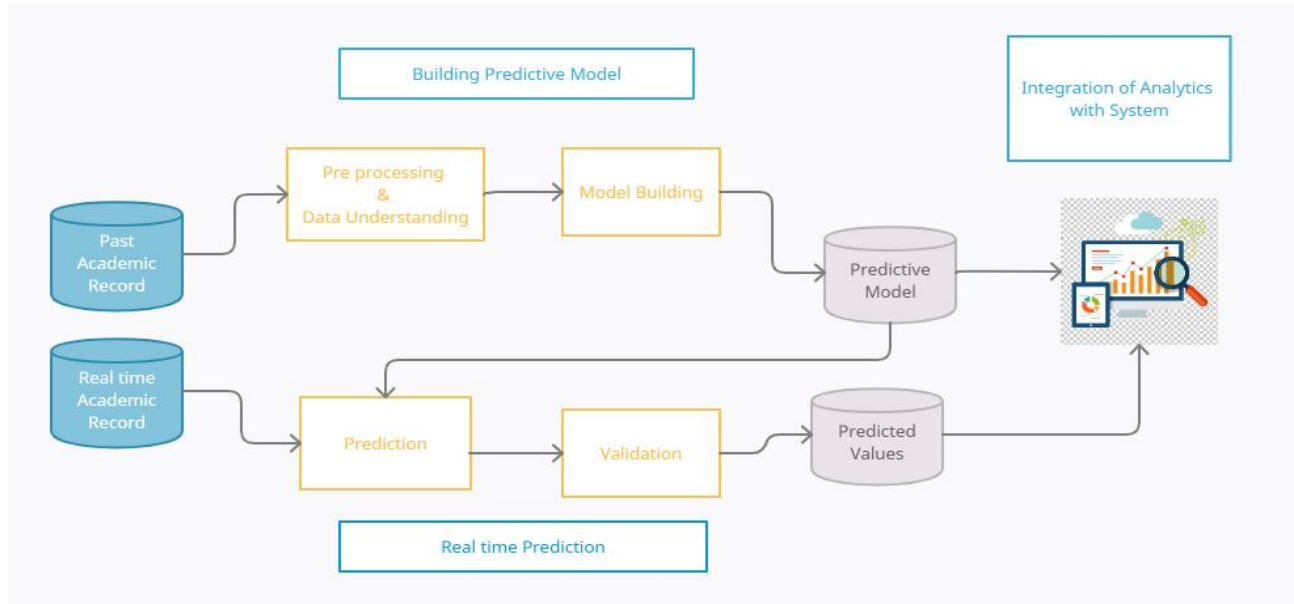 Building Predictive Model
Integration of Analytics
with System
Pre processing
&
Data Understanding
Model Building
Past
Academic
Record
Predictive
Model
Real time
Academic
Record
Prediction
Validation
Predicted
Values
Real time Prediction